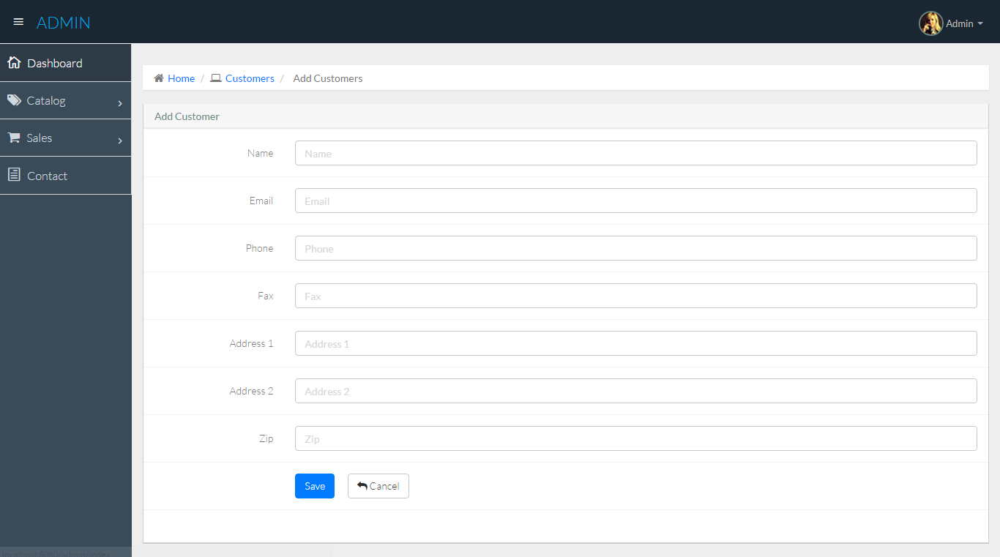 ADMIN
Admin
Dashboard
Catalog
Sales
Contact
Home / Customers / Add Customers
Add Customer
Name Name
Email Email
Phone Phone
Fax Fax
Address 1 Address 1
Address 2 Address 2
Zip Zip
Save Cancel